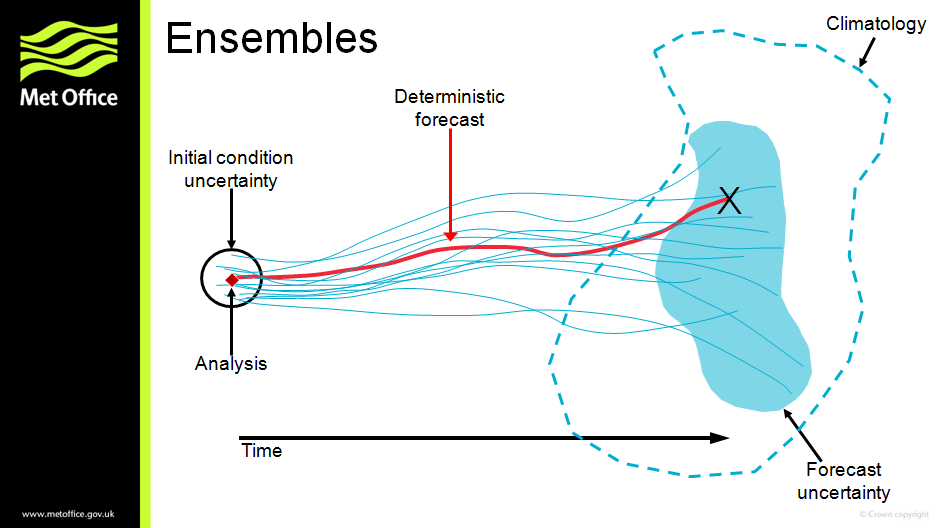 Met Office
Ensembles
Climatology
Deterministic
forecast
Initial condition
uncertainty
X
Analysis
Time
Forecast
uncertainty
www.metoffice.gov.uk
© Crown copyright